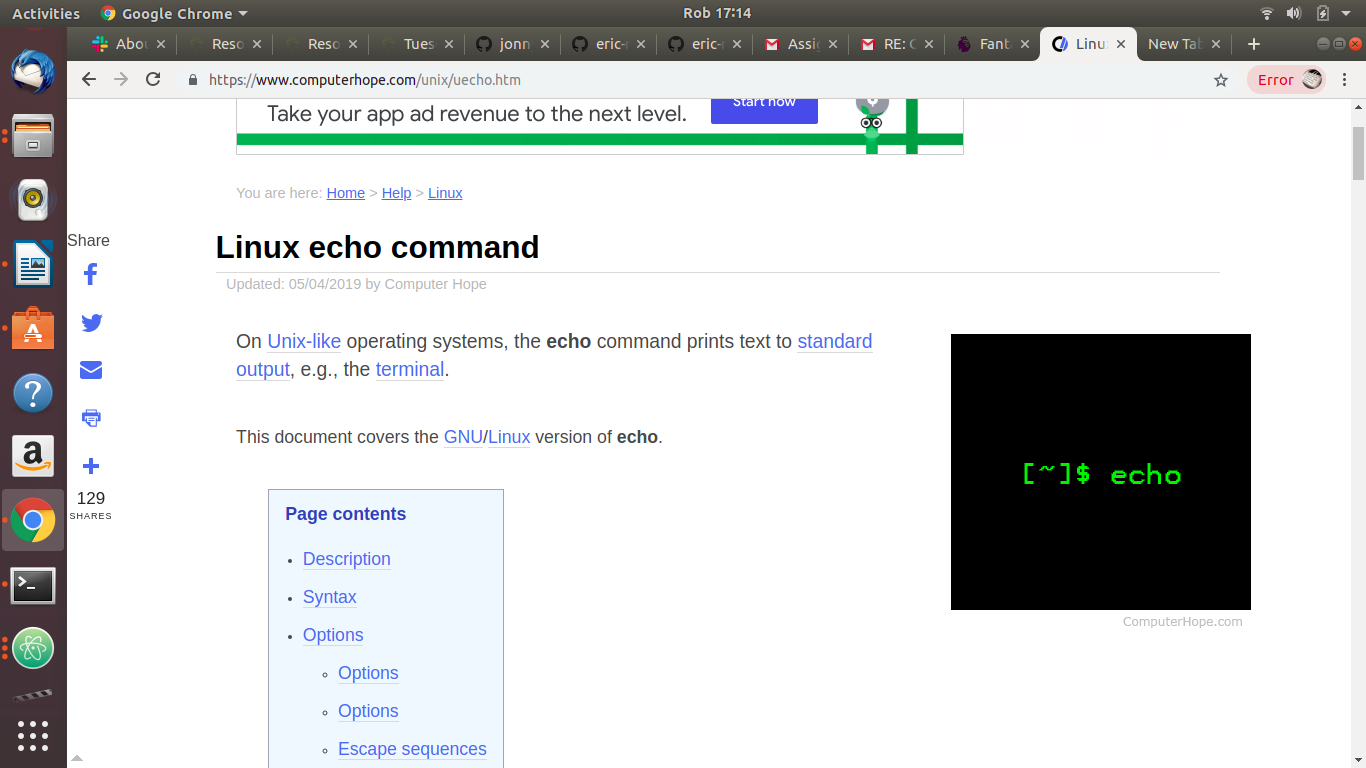 Activities
Google Chrome
Rob 17:14
Abou
Reso
Reso
Tues
jonn
eric-
eric-
Assig
RE: C
Fanta
Linux
New Tab
https://www.computerhope.com/unix/uecho.htm
Error
Take your app ad revenue to the next level.
Start now
You are here: Home > Help > Linux
Share
Linux echo command
Updated: 05/04/2019 by Computer Hope
On Unix-like operating systems, the echo command prints text to standard
output, e.g., the terminal.
This document covers the GNU/Linux version of echo.
[~]$ echo
ComputerHope.com
129
SHARES
Page contents
Description
Syntax
Options
Options
Options
Escape sequences